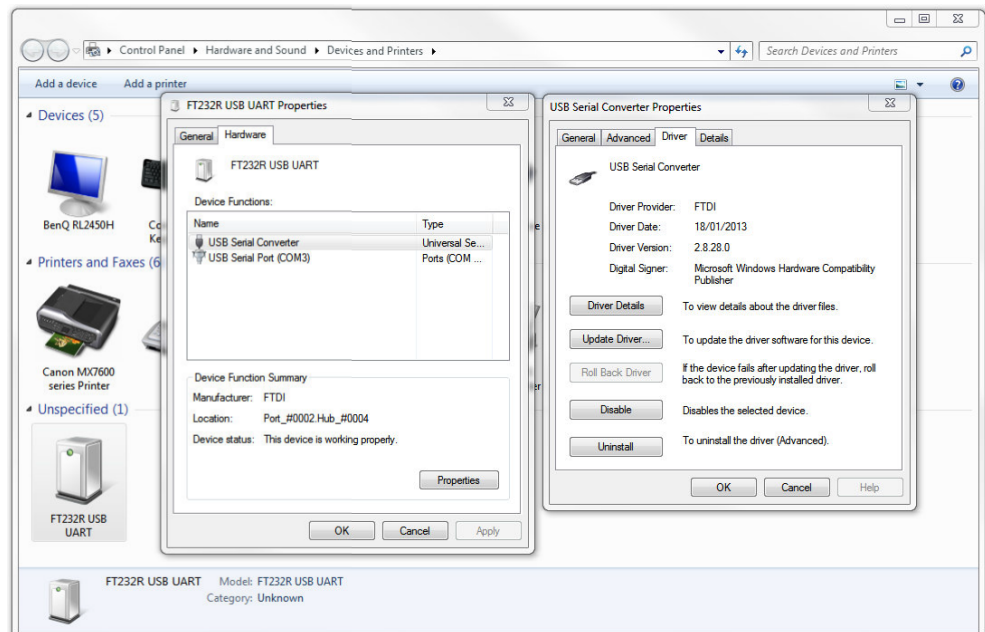 Control Panel Hardware and Sound Devices and Printers
Search Devices and Printers
Add a device Add a printer
Devices (5)
BenQ RL2450H
Co
Ke
Printers and Faxes (6
Canon MX7600
series Printer
Unspecified (1)
FT232R USB
UART
FT232R USB UART Properties
General Hardware
FT232R USB UART
Device Functions:
Name Type
USB Serial Converter Universal Se...
USB Serial Port (COM3) Ports (COM ...
Device Function Summary
Manufacturer: FTDI
Location: Port_#0002.Hub_#0004
Device status: This device is working properly.
Properties
OK Cancel Apply
USB Serial Converter Properties
General Advanced Driver Details
USB Serial Converter
Driver Provider: FTDI
Driver Date: 18/01/2013
Driver Version: 2.8.28.0
Digital Signer: Microsoft Windows Hardware Compatibility
Publisher
Driver Details To view details about the driver files.
Update Driver... To update the driver software for this device.
Roll Back Driver If the device fails after updating the driver, roll
back to the previously installed driver.
Disable Disables the selected device.
Uninstall To uninstall the driver (Advanced).
OK Cancel Help
FT232R USB UART Model: FT232R USB UART
Category: Unknown